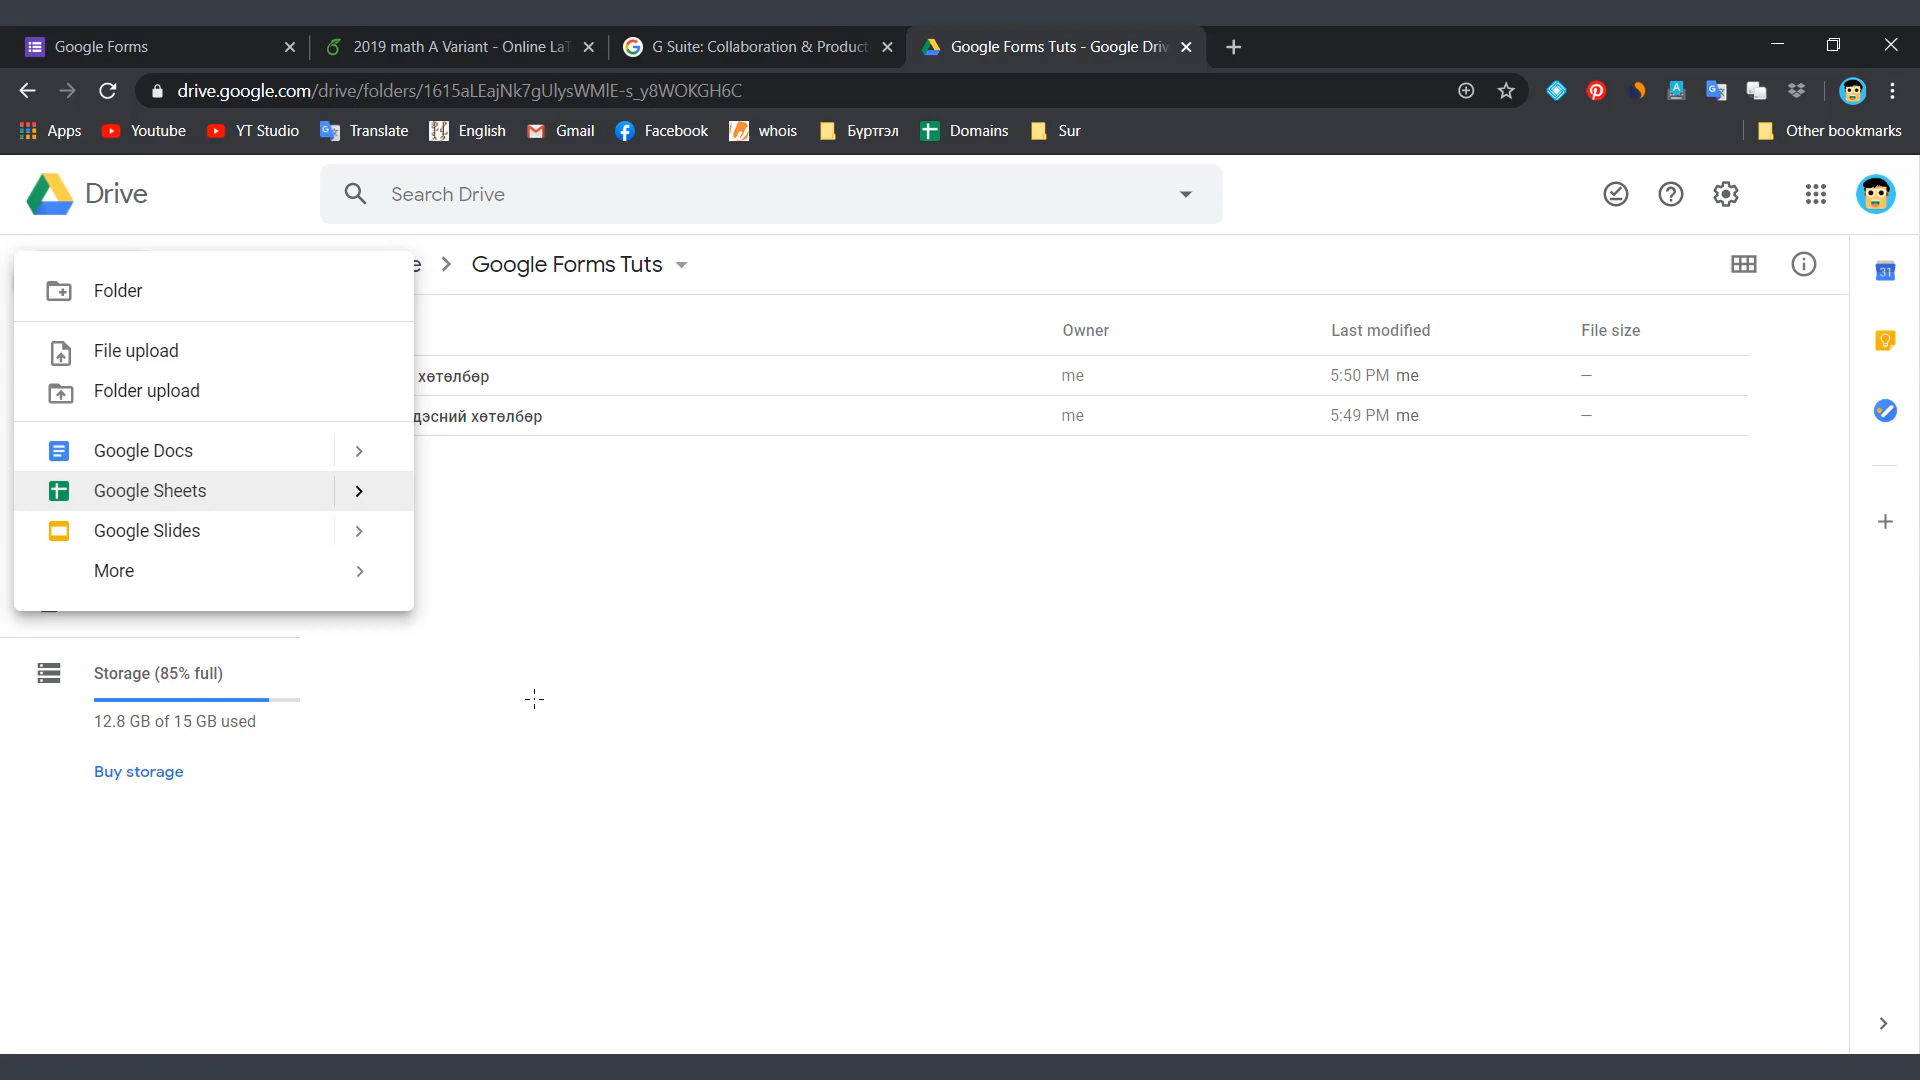 Google Forms
2019 math A Variant - Online LaT
G Suite: Collaboration & Product
Google Forms Tuts - Google Driv
drive.google.com/drive/folders/1615aLEajNk7gUlysWMlE-s_y8WOKGH6C
Apps
Youtube
YT Studio
Translate
English
Gmail
Facebook
whois
Бүртгэл
Domains
Sur
Other bookmarks
Drive
Search Drive
e > Google Forms Tuts
Owner
Last modified
File size
хөтөлбөр
me
5:50 PM me
—
дэсний хөтөлбөр
me
5:49 PM me
—
Folder
File upload
Folder upload
Google Docs
Google Sheets
Google Slides
More
Storage (85% full)
12.8 GB of 15 GB used
Buy storage
31